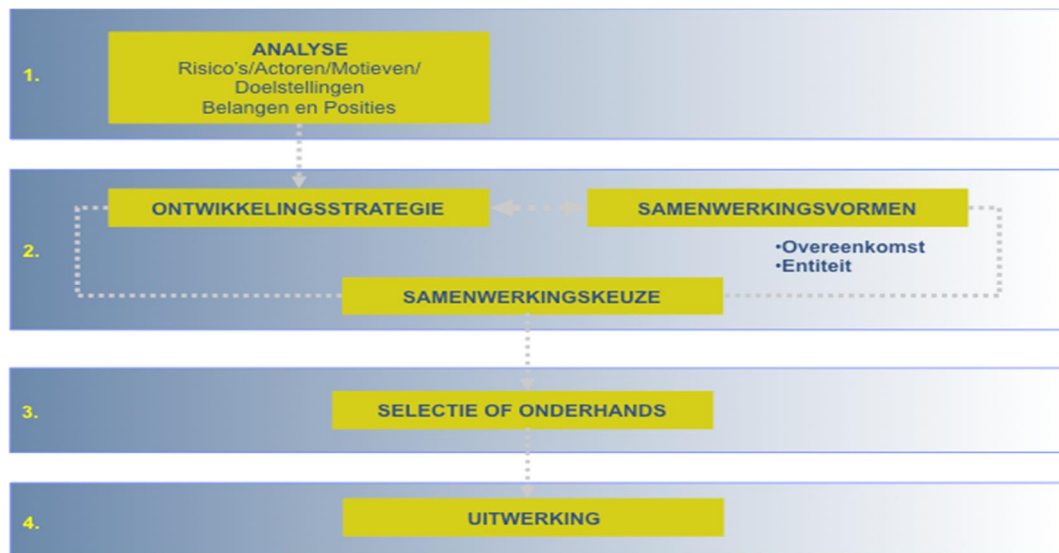 1.
ANALYSE
Risico's/Actoren/Motieven/
Doelstellingen
Belangen en Posities
2.
ONTWIKKELINGSSTRATEGIE
SAMENWERKINGSVORMEN
•Overeenkomst
•Entiteit
SAMENWERKINGSKEUZE
3.
SELECTIE OF ONDERHANDS
4.
UITWERKING